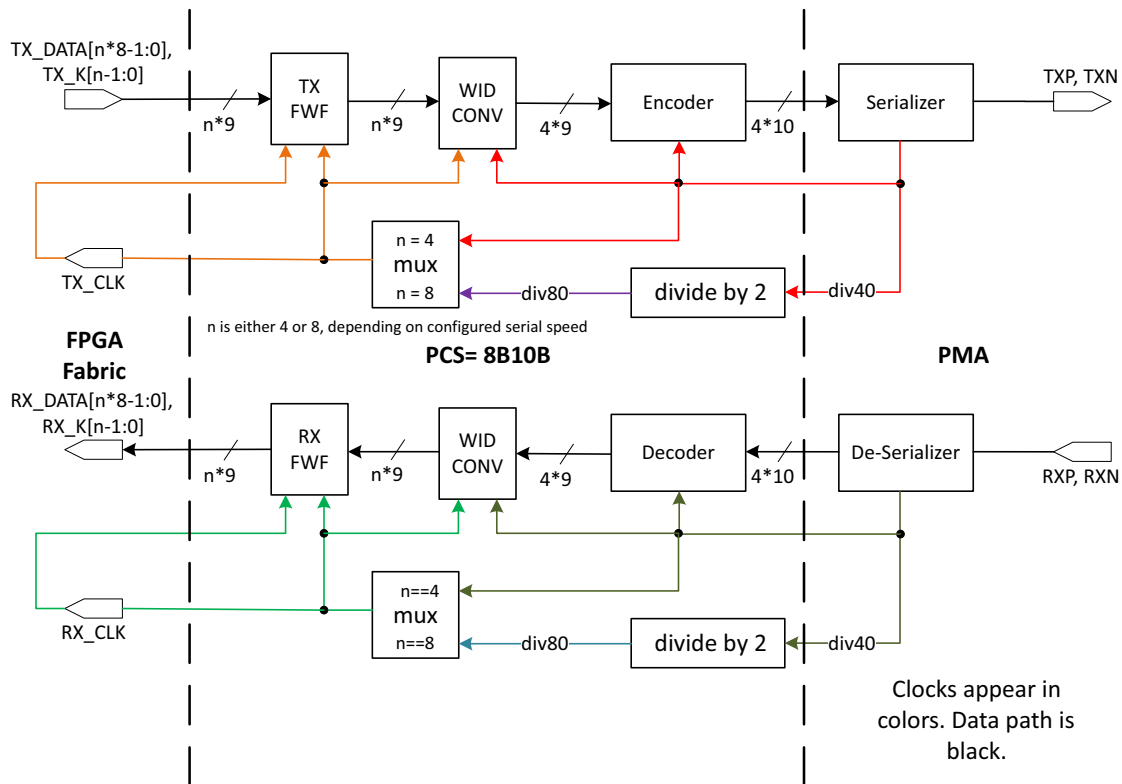 TX_DATA[n*8-1:0],
TX_K[n-1:0]
n*9
TX
FWF
n*9
WID
CONV
4*9
Encoder
4*10
Serializer
TXP, TXN
TX_CLK
n = 4
mux
n = 8
div80
divide by 2
div40
n is either 4 or 8, depending on configured serial speed
FPGA
Fabric
PCS= 8B10B
PMA
RX_DATA[n*8-1:0],
RX_K[n-1:0]
n*9
RX
FWF
n*9
WID
CONV
4*9
Decoder
4*10
De-Serializer
RXP, RXN
RX_CLK
n==4
mux
n==8
div80
divide by 2
div40
Clocks appear in
colors. Data path is
black.